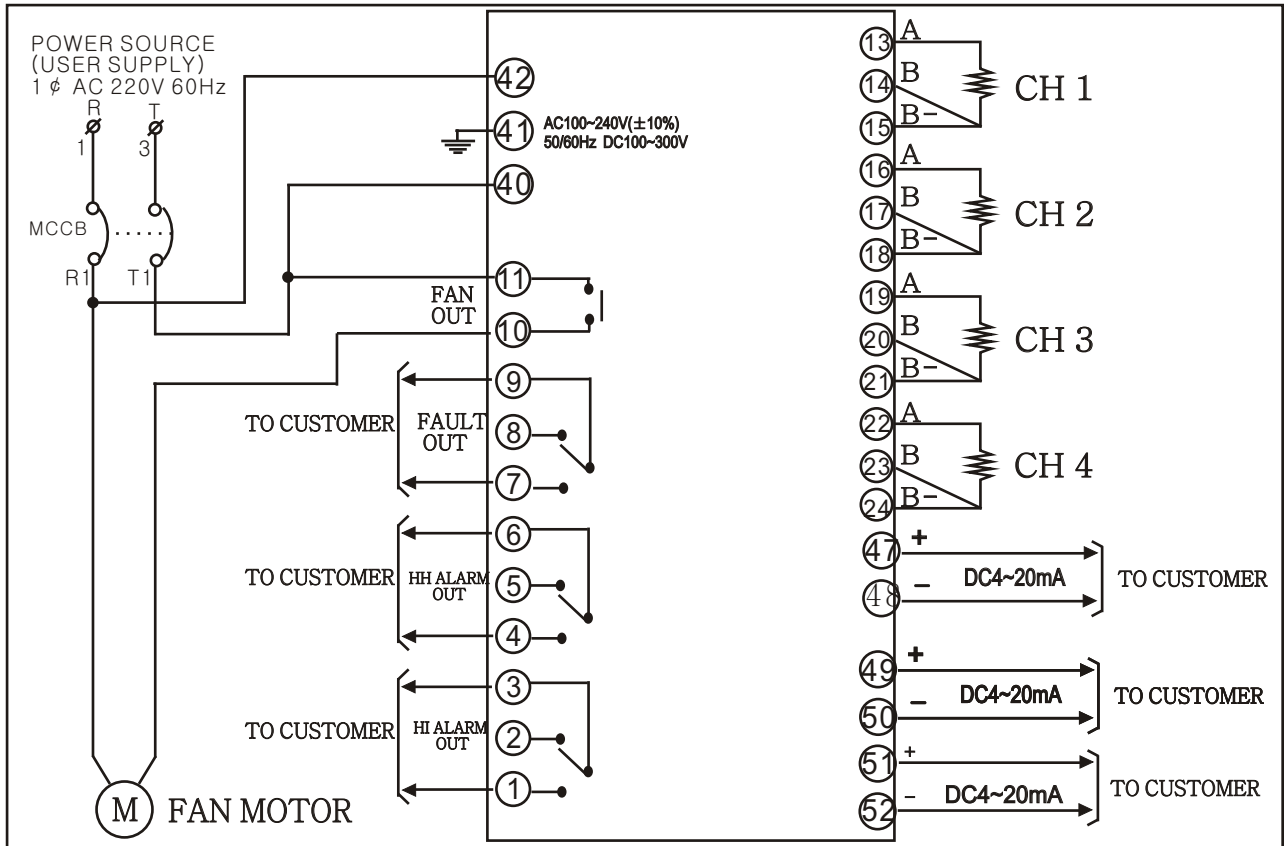 POWER SOURCE
(USER SUPPLY)
1 ¢ AC 220V 60Hz
R T
1 3
MCCB
R1 T1
42
41 AC100~240V(±10%)
50/60Hz DC100~300V
40
11
FAN
OUT
10
9
TO CUSTOMER
FAULT
OUT
8
7
6
TO CUSTOMER
HH ALARM
OUT
5
4
3
TO CUSTOMER
HI ALARM
OUT
2
1
M FAN MOTOR
13 A
14 B
15 B-
CH 1
16 A
17 B
18 B-
CH 2
19 A
20 B
21 B-
CH 3
22 A
23 B
24 B-
CH 4
47 +
48 -
DC4~20mA
TO CUSTOMER
49 +
50 -
DC4~20mA
TO CUSTOMER
51 +
52 -
DC4~20mA
TO CUSTOMER